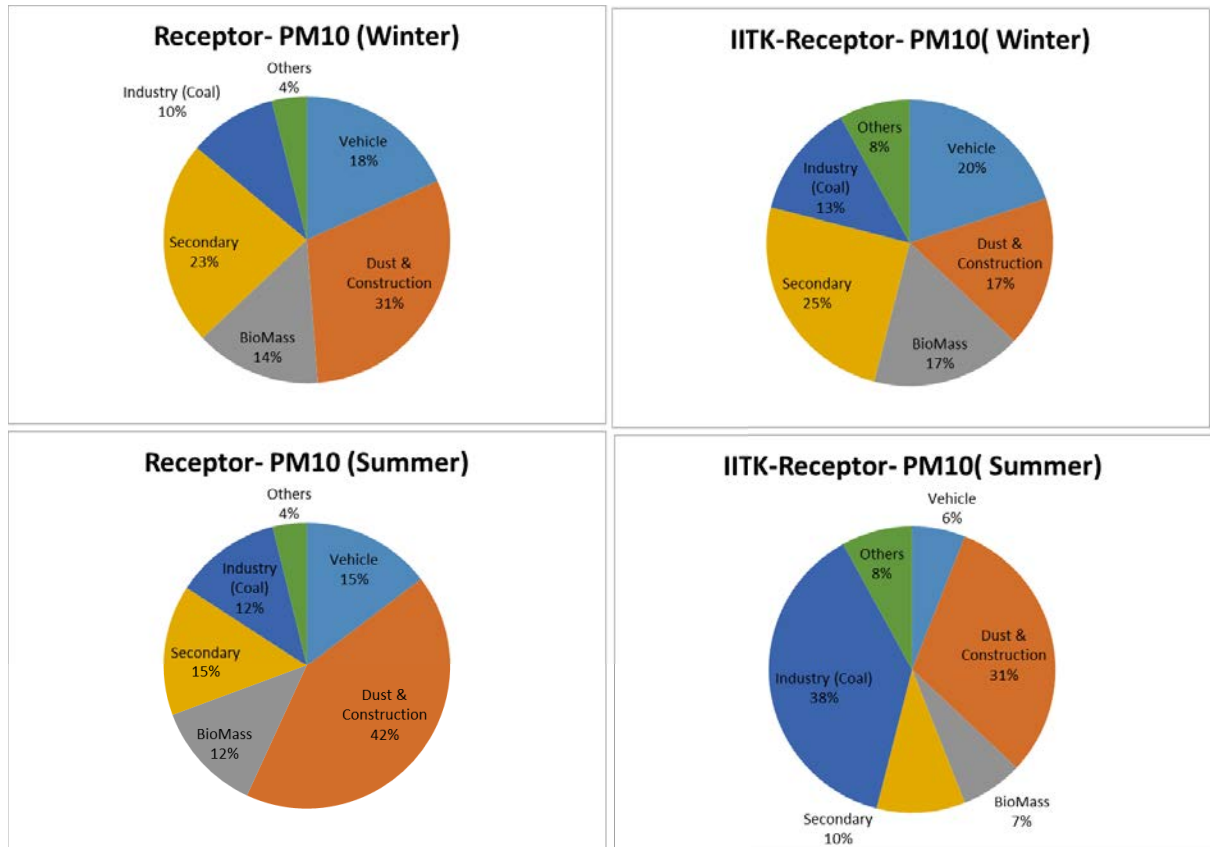 Receptor- PM10 (Winter)
Others
4%
Industry (Coal)
10%
Vehicle
18%
Secondary
23%
Dust &
Construction
31%
BioMass
14%
IITK-Receptor- PM10( Winter)
Others
8%
Vehicle
20%
Industry
(Coal)
13%
Dust &
Construction
17%
Secondary
25%
BioMass
17%
Receptor- PM10 (Summer)
Others
4%
Vehicle
15%
Industry
(Coal)
12%
Secondary
15%
Dust &
Construction
42%
BioMass
12%
IITK-Receptor- PM10( Summer)
Vehicle
6%
Others
8%
Dust &
Construction
31%
Industry (Coal)
38%
BioMass
7%
Secondary
10%